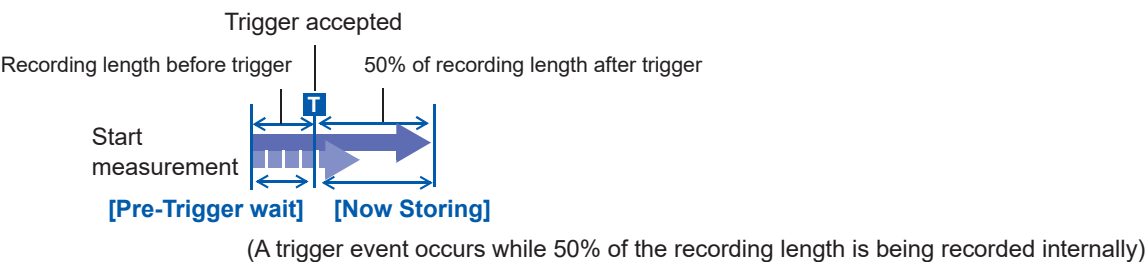 Trigger accepted
Recording length before trigger
50% of recording length after trigger
T
Start
measurement
[Pre-Trigger wait]
[Now Storing]
(A trigger event occurs while 50% of the recording length is being recorded internally)